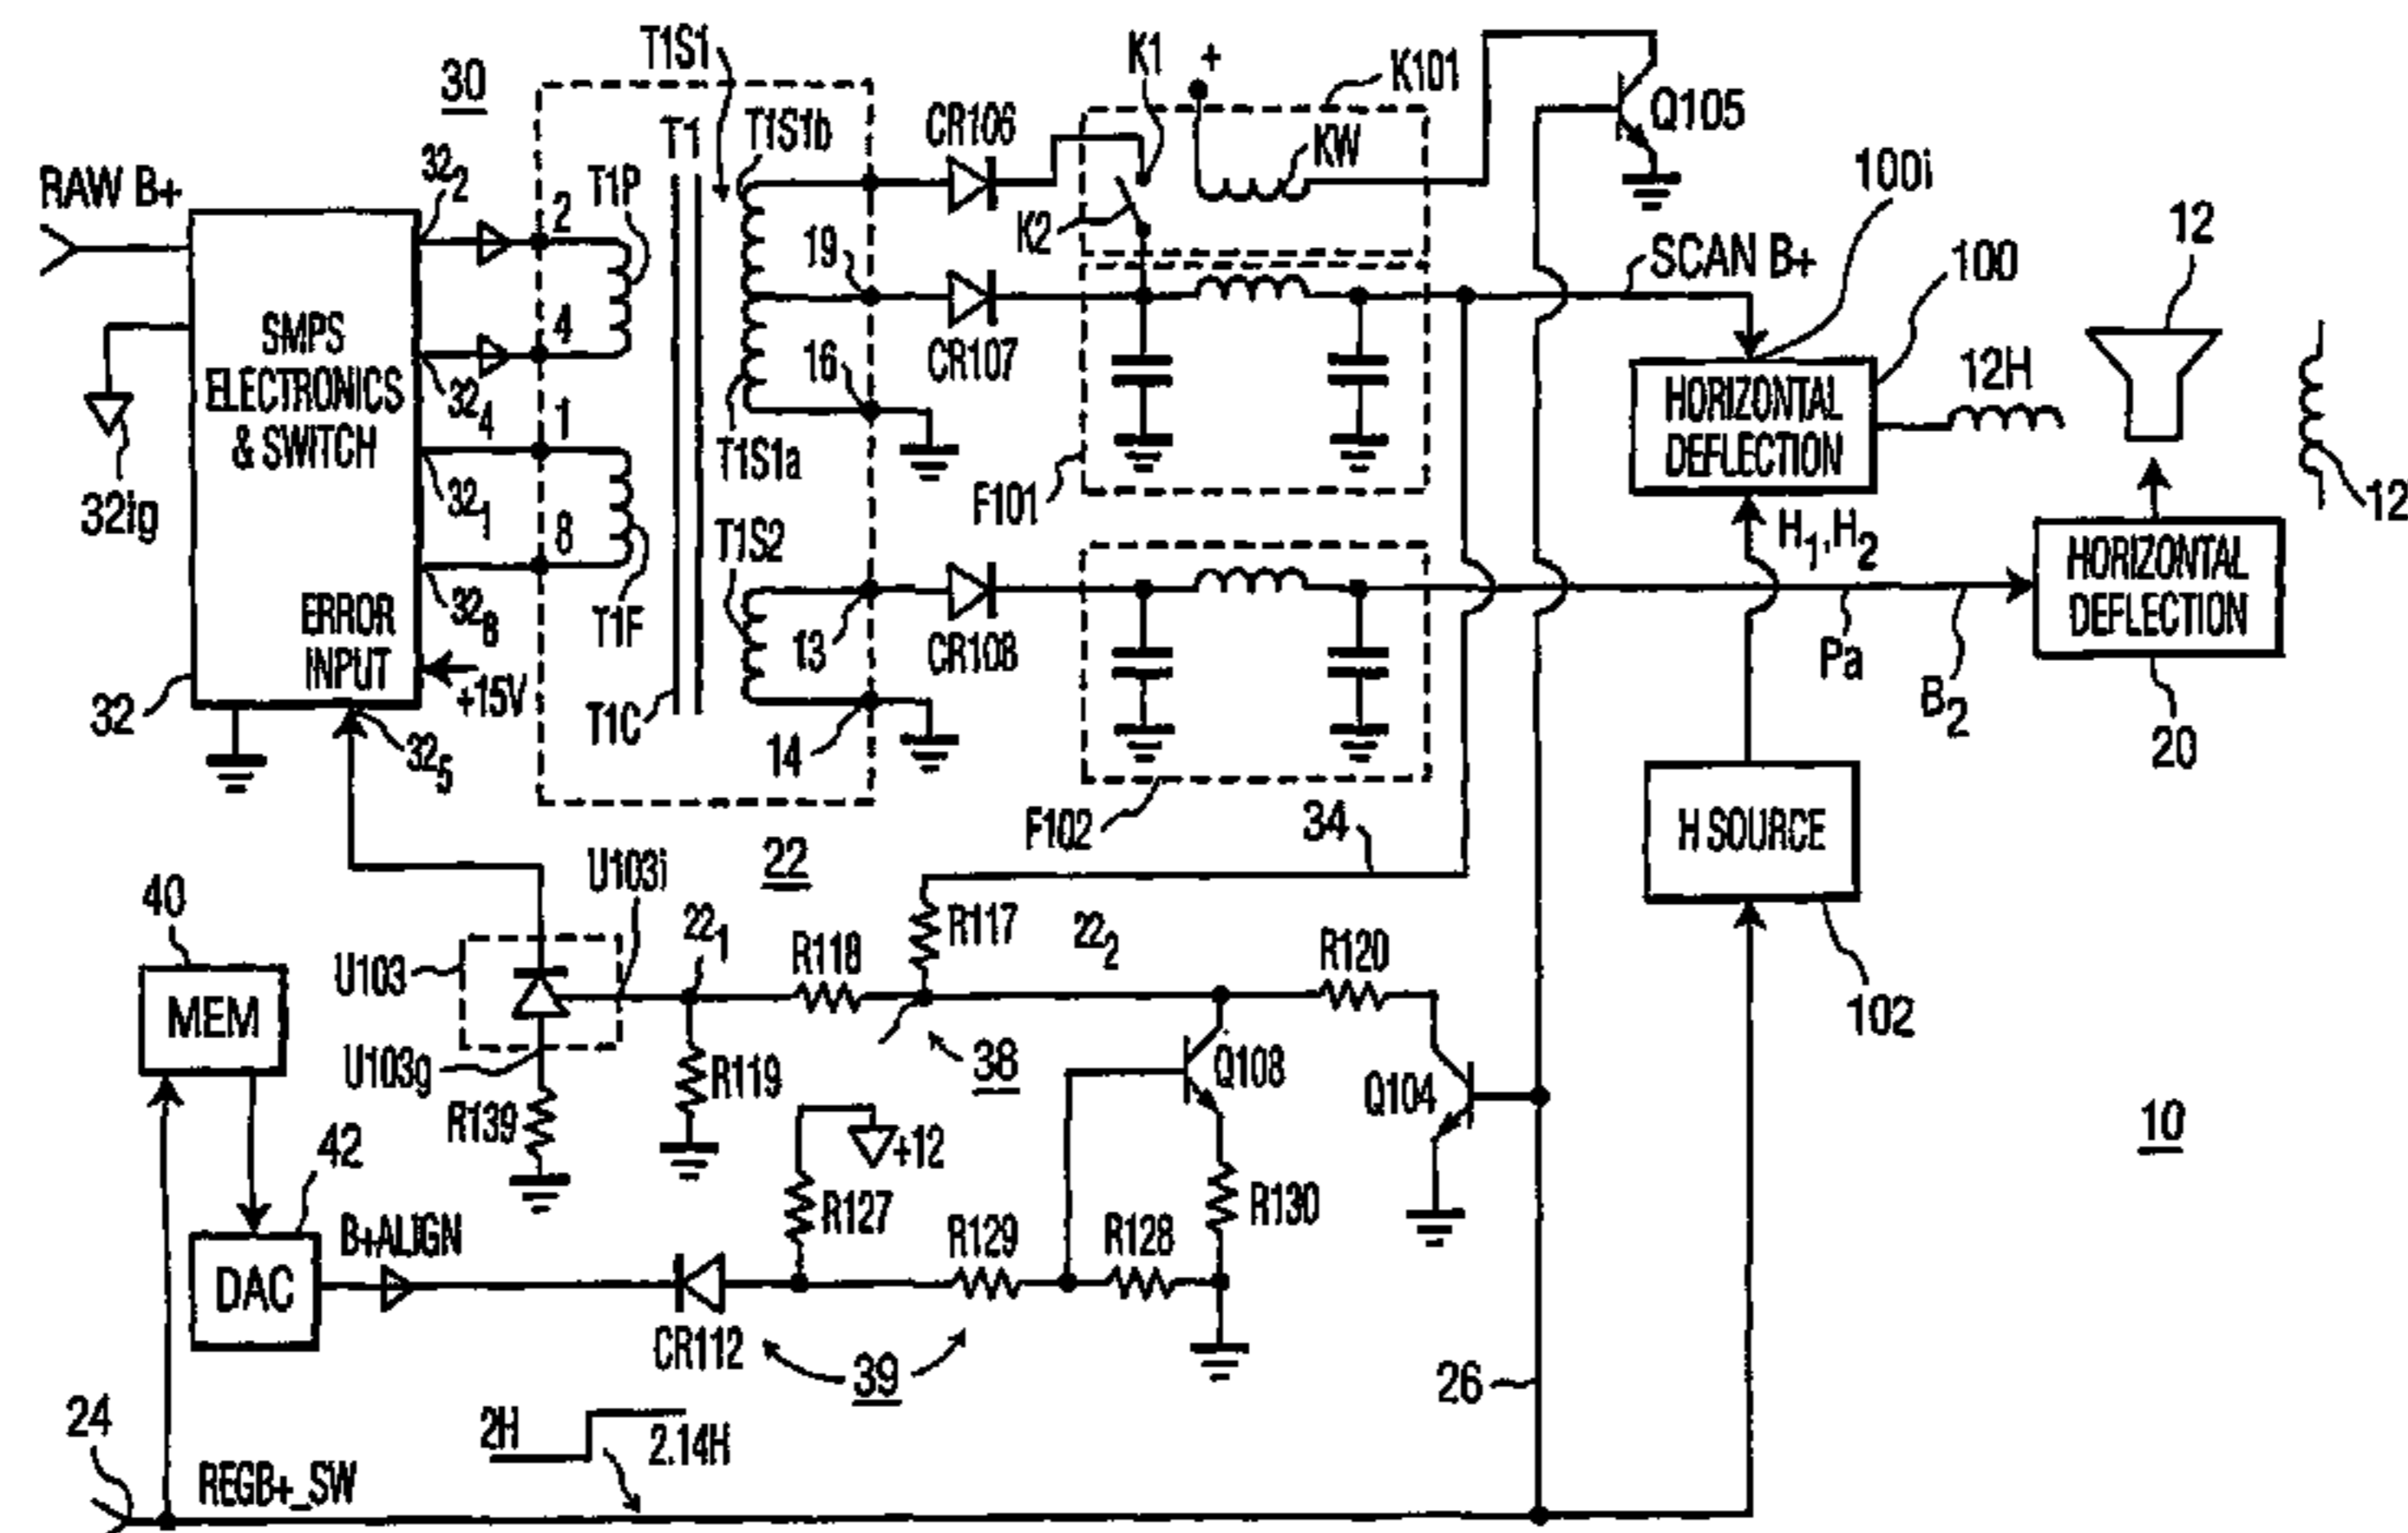 30
T1S1
K1
+
K101
Q105
RAW B+
32₂
2
T1P
T1
T1S1b
CR106
KW
K2
100i
12
19
SCAN B+
100
SMPS
ELECTRONICS
& SWITCH
4
32₄
16
CR107
HORIZONTAL
DEFLECTION
12H
1
T1S1a
F101
32ig
32₁
8
T1S2
H₁,H₂
12
HORIZONTAL
DEFLECTION
ERROR
INPUT
32₈
T1F
13
CR108
Pa
B₂
32
+15V
T1C
14
20
32₅
22
F102
34
H SOURCE
40
U103i
22₁
R118
R117
22₂
R120
U103
MEM
102
U103g
R119
38
Q108
Q104
R139
+12
10
42
R127
R130
B+ALIGN
R129
R128
DAC
CR112
39
26
24
2H
2.14H
REGB+_SW